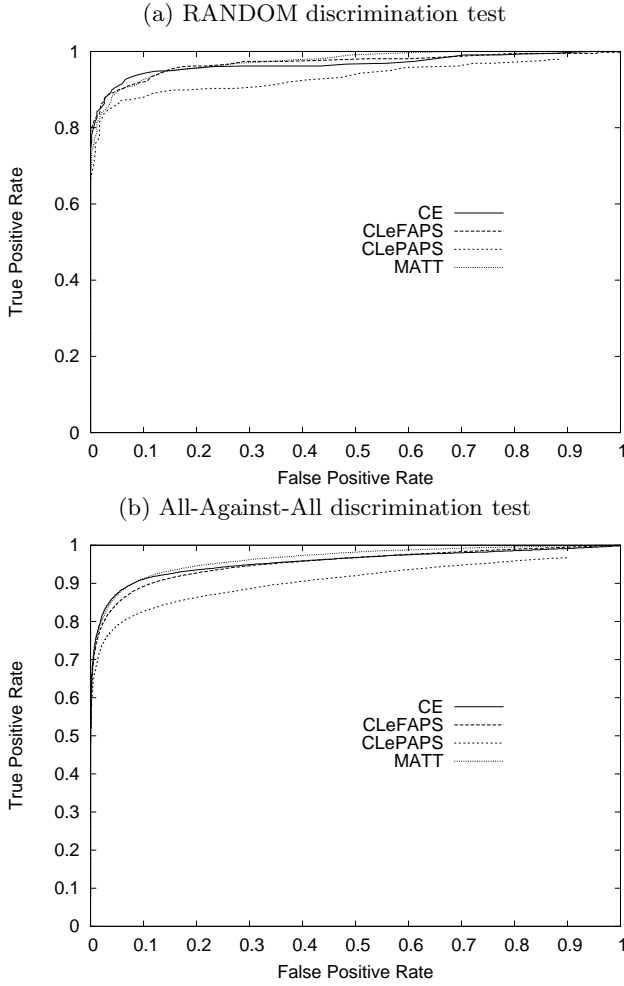 (a) RANDOM discrimination test
1
0.8
0.6
0.4
0.2
0
True Positive Rate
CE
CLeFAPS
CLePAPS
MATT
0 0.1 0.2 0.3 0.4 0.5 0.6 0.7 0.8 0.9 1
False Positive Rate
(b) All-Against-All discrimination test
1
0.9
0.8
0.7
0.6
0.5
0.4
0.3
0.2
0.1
0
True Positive Rate
CE
CLeFAPS
CLePAPS
MATT
0 0.1 0.2 0.3 0.4 0.5 0.6 0.7 0.8 0.9 1
False Positive Rate